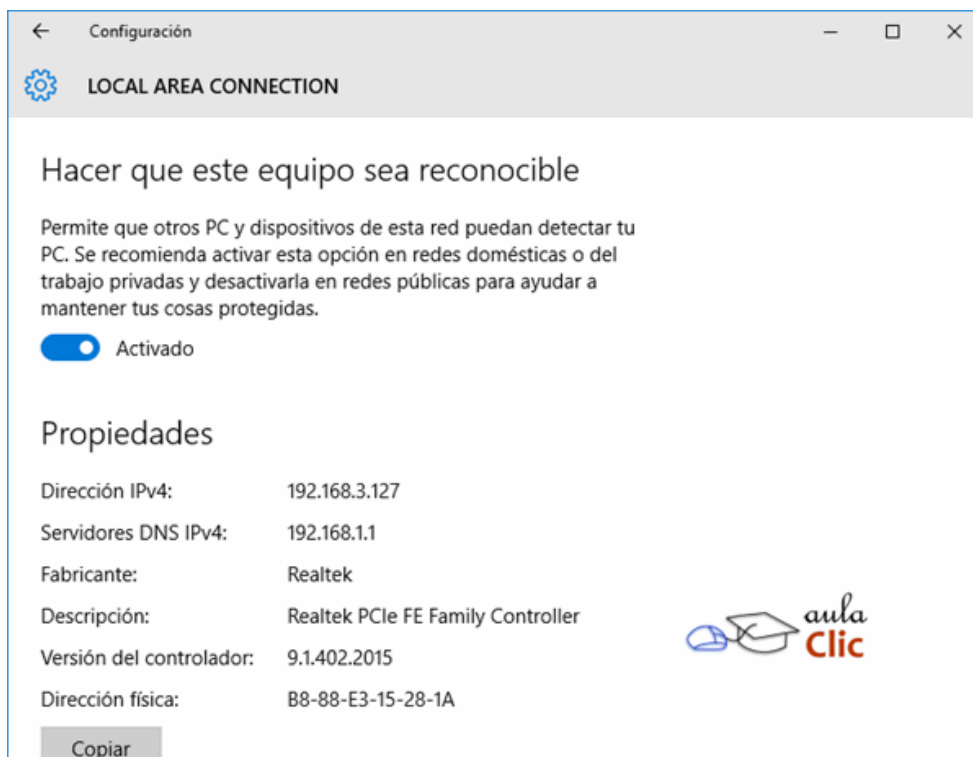 Configuración
LOCAL AREA CONNECTION
Hacer que este equipo sea reconocible
Permite que otros PC y dispositivos de esta red puedan detectar tu
PC. Se recomienda activar esta opción en redes domésticas o del
trabajo privadas y desactivarla en redes públicas para ayudar a
mantener tus cosas protegidas.
Activado
Propiedades
Dirección IPv4: 192.168.3.127
Servidores DNS IPv4: 192.168.1.1
Fabricante: Realtek
Descripción: Realtek PCIe FE Family Controller
Versión del controlador: 9.1.402.2015
Dirección física: B8-88-E3-15-28-1A
aula
Clic
Copiar